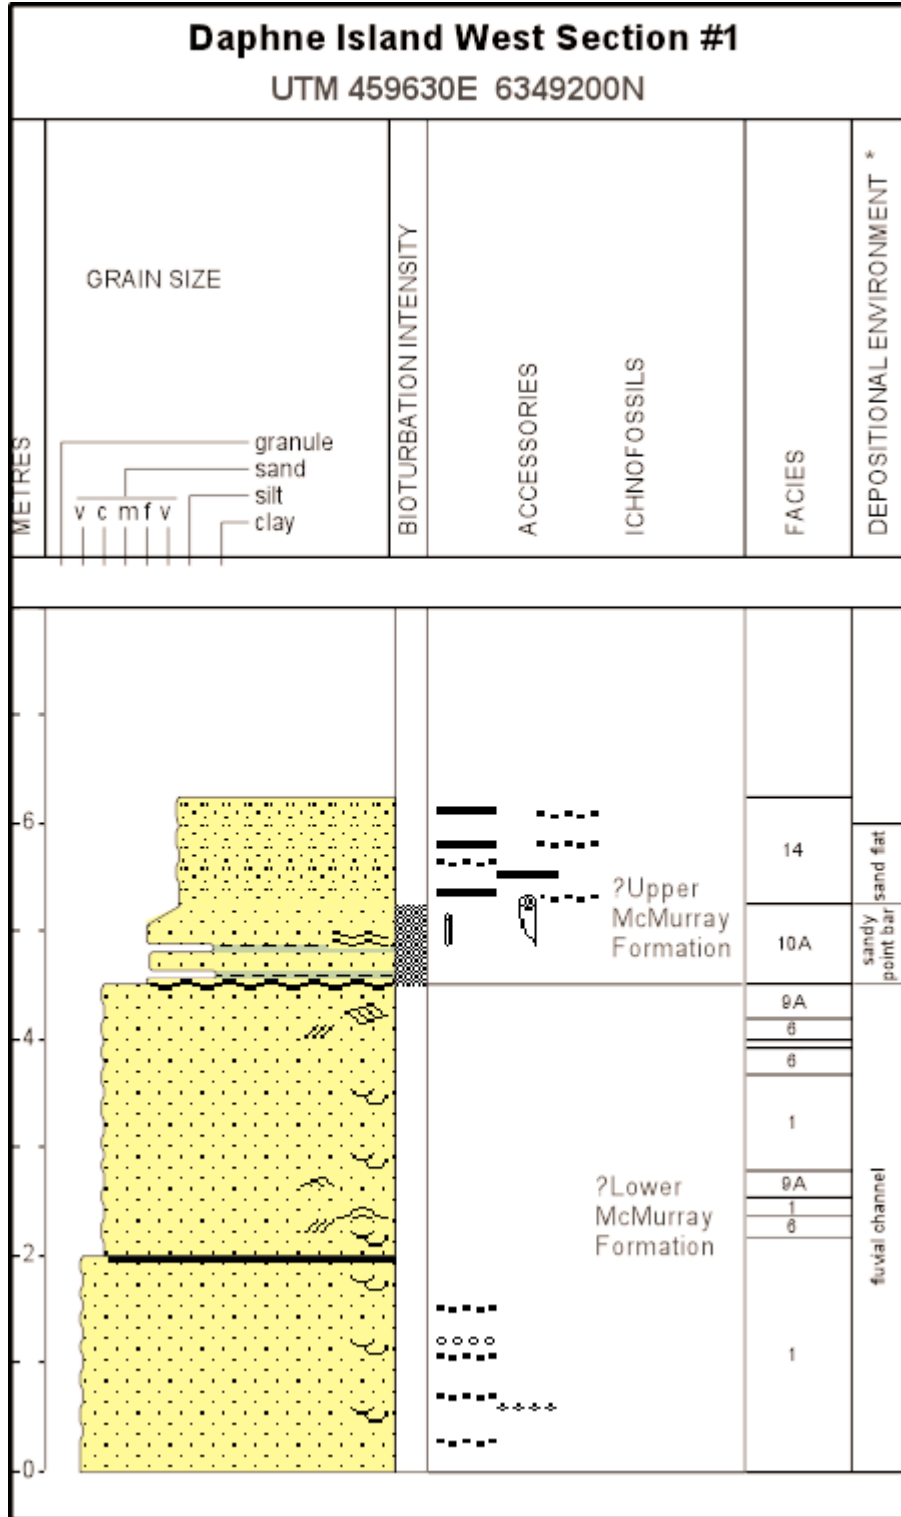 Daphne Island West Section #1
UTM 459630E 6349200N
METRES
GRAIN SIZE
granule
sand
silt
clay
v c m f v
BIOTURBATION INTENSITY
ACCESSORIES
ICHNOFOSSILS
FACIES
DEPOSITIONAL ENVIRONMENT *
6
14
sand flat
?Upper
McMurray
Formation
10A
sandy
point bar
9A
4
6
6
1
?Lower
McMurray
Formation
9A
1
6
fluvial channel
2
1
0